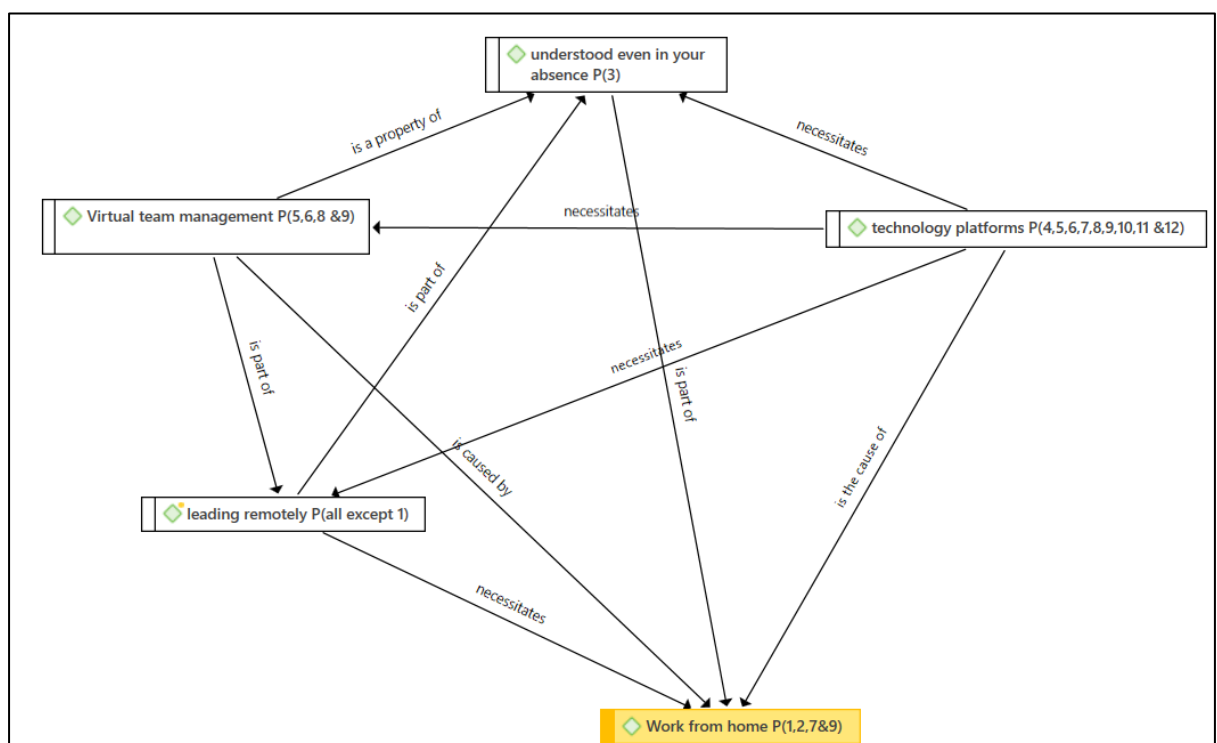 understood even in your
absence P(3)
is a property of
necessitates
Virtual team management P(5,6,8 &9)
necessitates
technology platforms P(4,5,6,7,8,9,10,11 &12)
is part of
is part of
necessitates
is part of
is caused by
is the cause of
leading remotely P(all except 1)
necessitates
Work from home P(1,2,7&9)